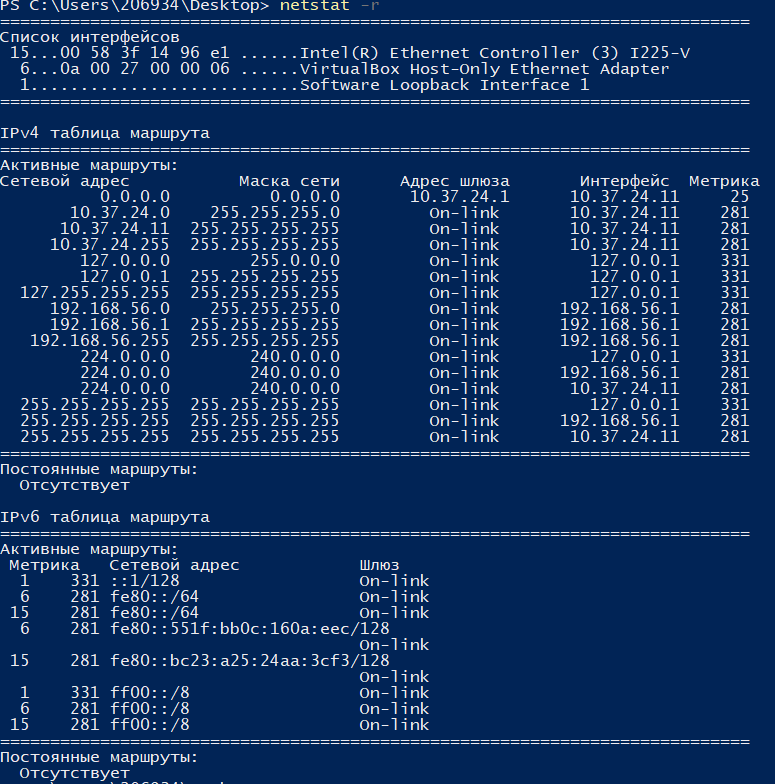 PS C:\Users\206934\Desktop> netstat -r
===========================================================================
Список интерфейсов
 15...00 58 3f 14 96 e1 ......Intel(R) Ethernet Controller (3) I225-V
  6...0a 00 27 00 00 06 ......VirtualBox Host-Only Ethernet Adapter
  1...........................Software Loopback Interface 1
===========================================================================
IPv4 таблица маршрута
===========================================================================
Активные маршруты:
Сетевой адрес           Маска сети      Адрес шлюза       Интерфейс  Метрика
          0.0.0.0          0.0.0.0       10.37.24.1      10.37.24.11     25
       10.37.24.0    255.255.255.0         On-link       10.37.24.11    281
      10.37.24.11  255.255.255.255         On-link       10.37.24.11    281
     10.37.24.255  255.255.255.255         On-link       10.37.24.11    281
        127.0.0.0        255.0.0.0         On-link         127.0.0.1    331
        127.0.0.1  255.255.255.255         On-link         127.0.0.1    331
  127.255.255.255  255.255.255.255         On-link         127.0.0.1    331
     192.168.56.0    255.255.255.0         On-link      192.168.56.1    281
     192.168.56.1  255.255.255.255         On-link      192.168.56.1    281
   192.168.56.255  255.255.255.255         On-link      192.168.56.1    281
        224.0.0.0        240.0.0.0         On-link         127.0.0.1    331
        224.0.0.0        240.0.0.0         On-link      192.168.56.1    281
        224.0.0.0        240.0.0.0         On-link       10.37.24.11    281
  255.255.255.255  255.255.255.255         On-link         127.0.0.1    331
  255.255.255.255  255.255.255.255         On-link      192.168.56.1    281
  255.255.255.255  255.255.255.255         On-link       10.37.24.11    281
===========================================================================
Постоянные маршруты:
  Отсутствует
IPv6 таблица маршрута
===========================================================================
Активные маршруты:
 Метрика   Сетевой адрес            Шлюз
  1    331 ::1/128                  On-link
  6    281 fe80::/64                On-link
 15    281 fe80::/64                On-link
  6    281 fe80::551f:bb0c:160a:eec/128
                                    On-link
 15    281 fe80::bc23:a25:24aa:3cf3/128
                                    On-link
  1    331 ff00::/8                 On-link
  6    281 ff00::/8                 On-link
 15    281 ff00::/8                 On-link
===========================================================================
Постоянные маршруты:
  Отсутствует